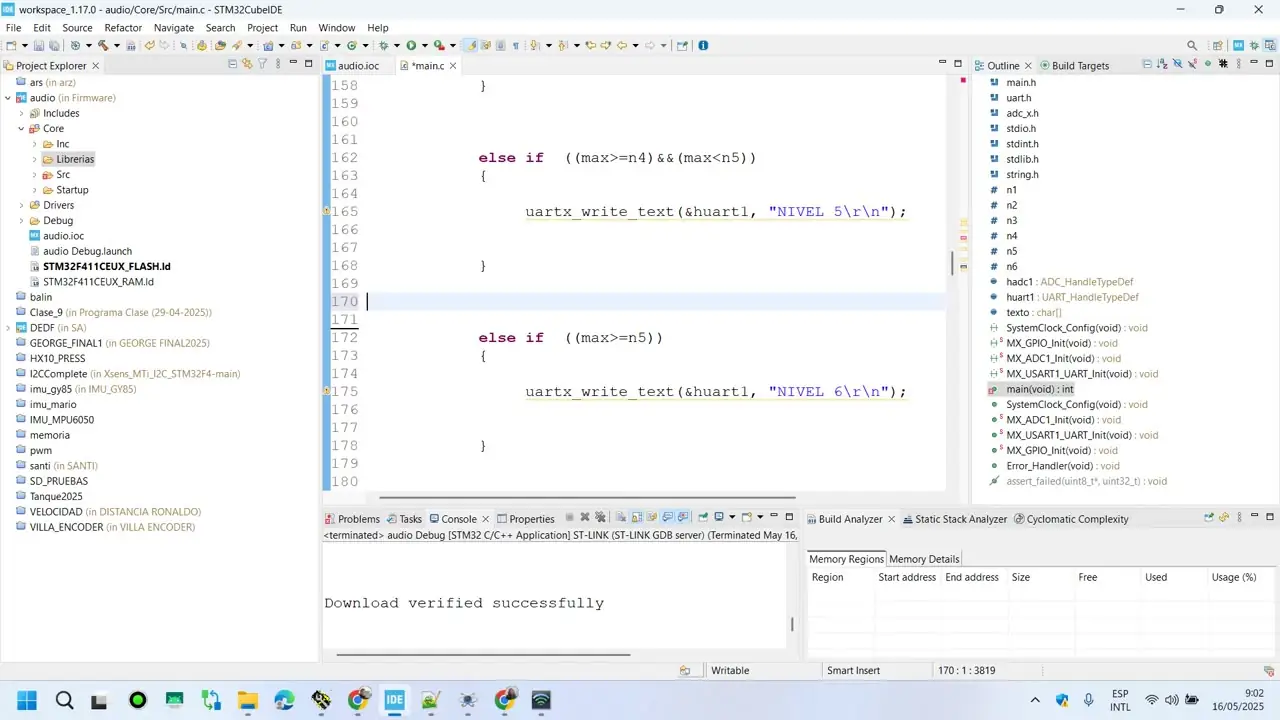 workspace_1.17.0 - audio/Core/Src/main.c - STM32CubeIDE
File Edit Source Refactor Navigate Search Project Run Window Help
Project Explorer
ars (in arz)
audio (in Firmware)
Includes
Core
Inc
Librerias
Src
Startup
Drivers
Debug
audio.ioc
audio Debug.launch
STM32F411CEUX_FLASH.ld
STM32F411CEUX_RAM.ld
balin
Clase_9 (in Programa Clase (29-04-2025))
DEDF (in SA)
GEORGE_FINAL1 (in GEORGE FINAL2025)
HX10_PRESS
I2CComplete (in Xsens_MTi_I2C_STM32F4-main)
imu_gy85 (in IMU_GY85)
imu_mario
IMU_MPU6050
memoria
pwm
santi (in SANTI)
SD_PRUEBAS
Tanque2025
VELOCIDAD (in DISTANCIA RONALDO)
VILLA_ENCODER (in VILLA ENCODER)
audio.ioc *main.c
158 }
159
160
161
162 else if ((max>=n4)&&(max<n5))
163 {
164
165 uartx_write_text(&huart1, "NIVEL 5\r\n");
166
167
168 }
169
170
171
172 else if ((max>=n5))
173 {
174
175 uartx_write_text(&huart1, "NIVEL 6\r\n");
176
177
178 }
179
180
Outline Build Targets
main.h
uart.h
adc_x.h
stdio.h
stdint.h
stdlib.h
string.h
n1
n2
n3
n4
n5
n6
hadc1 : ADC_HandleTypeDef
huart1 : UART_HandleTypeDef
texto : char[]
SystemClock_Config(void) : void
MX_GPIO_Init(void) : void
MX_ADC1_Init(void) : void
MX_USART1_UART_Init(void) : void
main(void) : int
SystemClock_Config(void) : void
MX_ADC1_Init(void) : void
MX_USART1_UART_Init(void) : void
MX_GPIO_Init(void) : void
Error_Handler(void) : void
assert_failed(uint8_t*, uint32_t) : void
Problems Tasks Console Properties
<terminated> audio Debug [STM32 C/C++ Application] ST-LINK (ST-LINK GDB server) (Terminated May 16,
Download verified successfully
Build Analyzer Static Stack Analyzer Cyclomatic Complexity
Memory Regions Memory Details
Region Start address End address Size Free Used Usage (%)
Writable Smart Insert 170 : 1 : 3819
IDE
ESP
INTL
9:02
16/05/2025